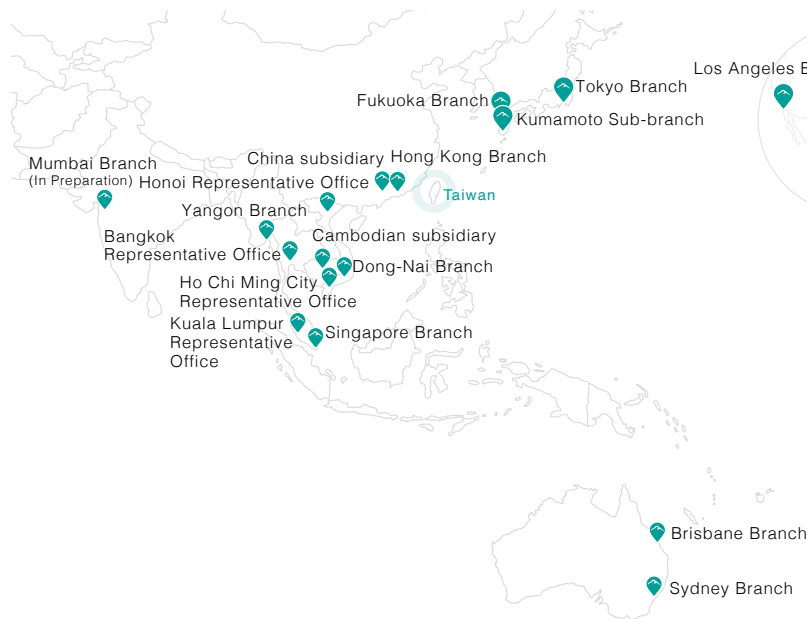 Los Angeles B
Tokyo Branch
Fukuoka Branch
Kumamoto Sub-branch
China subsidiary
Hong Kong Branch
Mumbai Branch
(In Preparation)
Honoi Representative Office
Taiwan
Yangon Branch
Bangkok
Representative Office
Cambodian subsidiary
Dong-Nai Branch
Ho Chi Ming City
Representative Office
Kuala Lumpur
Representative
Office
Singapore Branch
Brisbane Branch
Sydney Branch